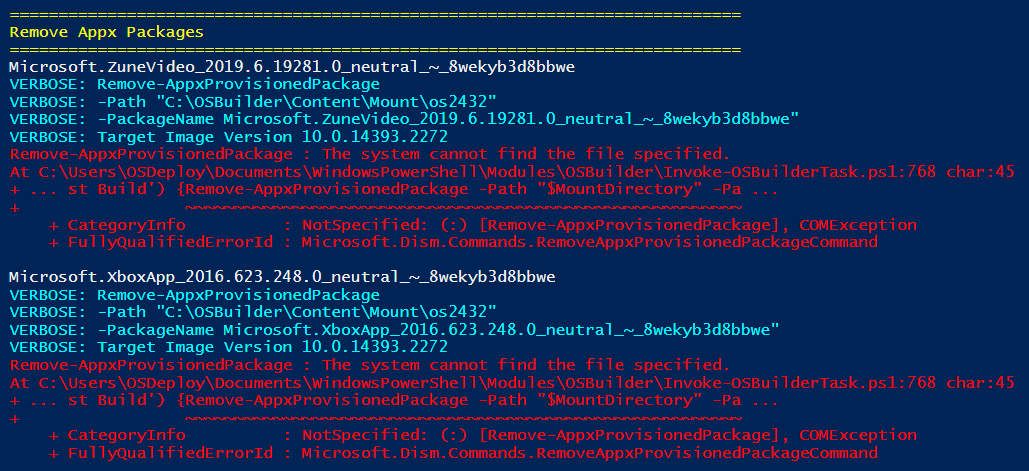 ===========================================================================
Remove Appx Packages
===========================================================================
Microsoft.ZuneVideo_2019.6.19281.0_neutral_~_8wekyb3d8bbwe
VERBOSE: Remove-AppxProvisionedPackage
VERBOSE: -Path "C:\OSBuilder\Content\Mount\os2432"
VERBOSE: -PackageName Microsoft.ZuneVideo_2019.6.19281.0_neutral_~_8wekyb3d8bbwe"
VERBOSE: Target Image Version 10.0.14393.2272
Remove-AppxProvisionedPackage : The system cannot find the file specified.
At C:\Users\OSDeploy\Documents\WindowsPowerShell\Modules\OSBuilder\Invoke-OSBuilderTask.ps1:768 char:45
+ ... st Build') {Remove-AppxProvisionedPackage -Path "$MountDirectory" -Pa ...
+                 ~~~~~~~~~~~~~~~~~~~~~~~~~~~~~~~~~~~~~~~~~~~~~~~~~~~~~~~~~
    + CategoryInfo          : NotSpecified: (:) [Remove-AppxProvisionedPackage], COMException
    + FullyQualifiedErrorId : Microsoft.Dism.Commands.RemoveAppxProvisionedPackageCommand
Microsoft.XboxApp_2016.623.248.0_neutral_~_8wekyb3d8bbwe
VERBOSE: Remove-AppxProvisionedPackage
VERBOSE: -Path "C:\OSBuilder\Content\Mount\os2432"
VERBOSE: -PackageName Microsoft.XboxApp_2016.623.248.0_neutral_~_8wekyb3d8bbwe"
VERBOSE: Target Image Version 10.0.14393.2272
Remove-AppxProvisionedPackage : The system cannot find the file specified.
At C:\Users\OSDeploy\Documents\WindowsPowerShell\Modules\OSBuilder\Invoke-OSBuilderTask.ps1:768 char:45
+ ... st Build') {Remove-AppxProvisionedPackage -Path "$MountDirectory" -Pa ...
+                 ~~~~~~~~~~~~~~~~~~~~~~~~~~~~~~~~~~~~~~~~~~~~~~~~~~~~~~~~~
    + CategoryInfo          : NotSpecified: (:) [Remove-AppxProvisionedPackage], COMException
    + FullyQualifiedErrorId : Microsoft.Dism.Commands.RemoveAppxProvisionedPackageCommand